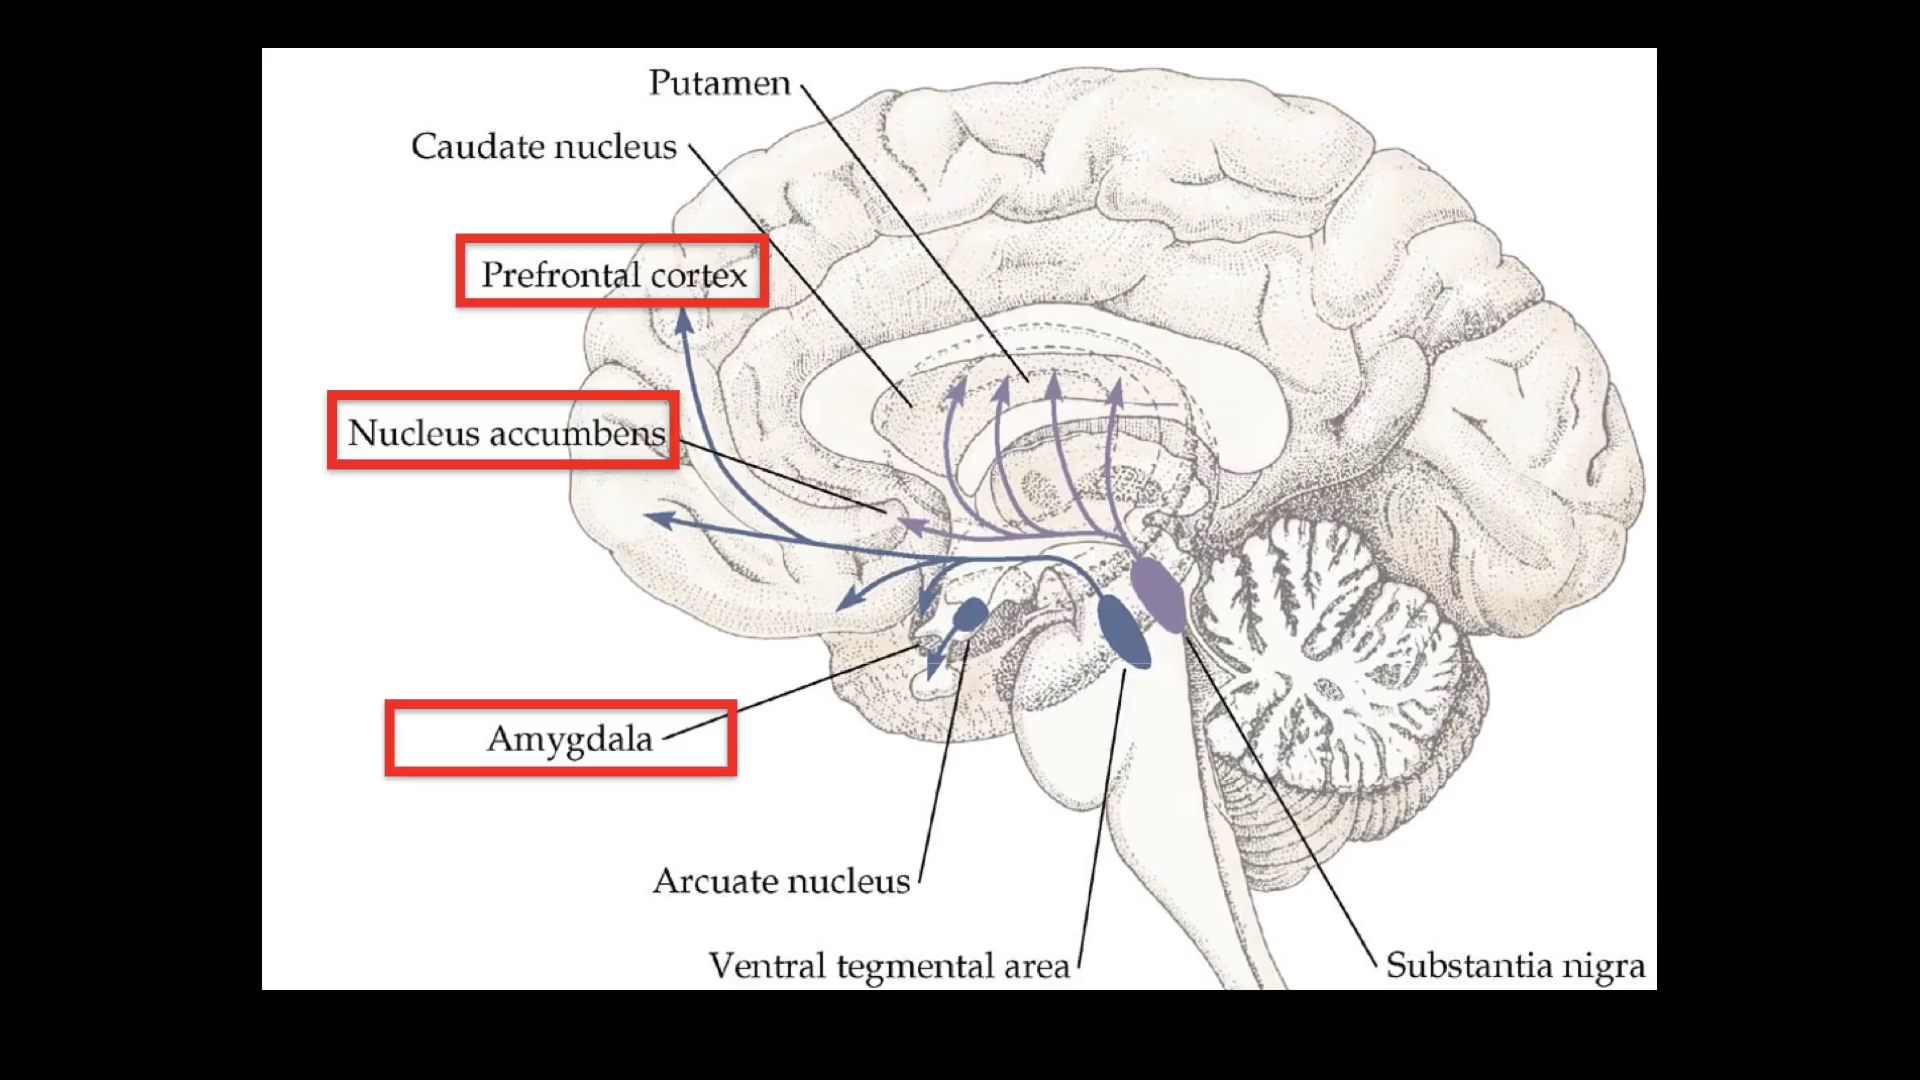 Putamen
Caudate nucleus
Prefrontal cortex
Nucleus accumbens
Amygdala
Arcuate nucleus
Ventral tegmental area
Substantia nigra